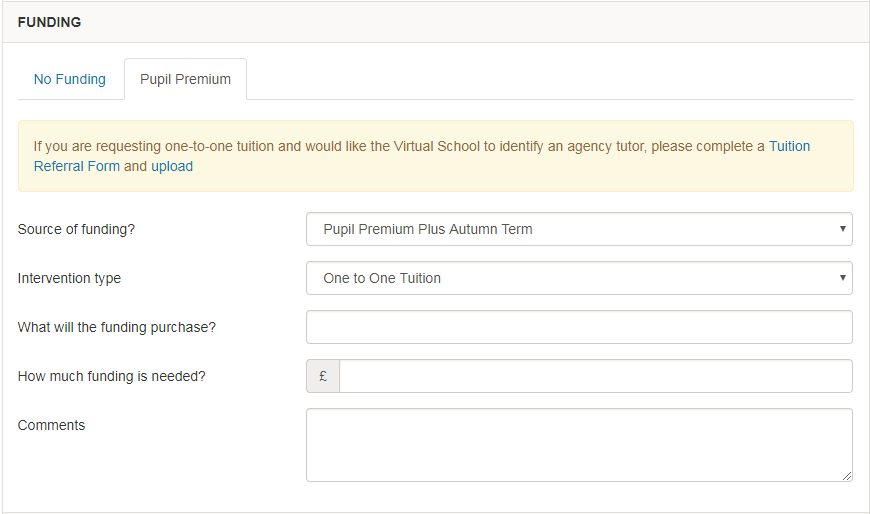 FUNDING
No Funding
Pupil Premium
If you are requesting one-to-one tuition and would like the Virtual School to identify an agency tutor, please complete a Tuition
Referral Form and upload
Source of funding?
Pupil Premium Plus Autumn Term
Intervention type
One to One Tuition
What will the funding purchase?
How much funding is needed?
£
Comments